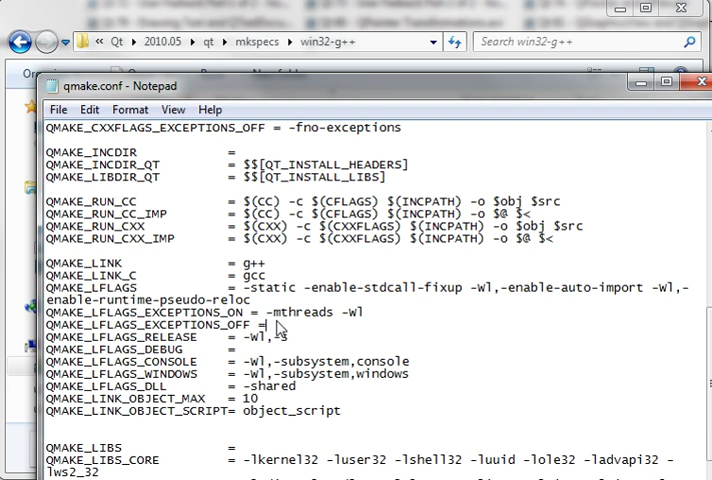 Qt 2010.05 qt mkspecs win32-g++
Search win32-g++
qmake.conf - Notepad
File Edit Format View Help
QMAKE_CXXFLAGS_EXCEPTIONS_OFF = -fno-exceptions
QMAKE_INCDIR =
QMAKE_INCDIR_QT = $$[QT_INSTALL_HEADERS]
QMAKE_LIBDIR_QT = $$[QT_INSTALL_LIBS]
QMAKE_RUN_CC = $(CC) -c $(CFLAGS) $(INCPATH) -o $obj $src
QMAKE_RUN_CC_IMP = $(CC) -c $(CFLAGS) $(INCPATH) -o $@ $<
QMAKE_RUN_CXX = $(CXX) -c $(CXXFLAGS) $(INCPATH) -o $obj $src
QMAKE_RUN_CXX_IMP = $(CXX) -c $(CXXFLAGS) $(INCPATH) -o $@ $<
QMAKE_LINK = g++
QMAKE_LINK_C = gcc
QMAKE_LFLAGS = -static -enable-stdcall-fixup -Wl,-enable-auto-import -Wl,-
enable-runtime-pseudo-reloc
QMAKE_LFLAGS_EXCEPTIONS_ON = -mthreads -Wl
QMAKE_LFLAGS_EXCEPTIONS_OFF =
QMAKE_LFLAGS_RELEASE = -Wl,-s
QMAKE_LFLAGS_DEBUG =
QMAKE_LFLAGS_CONSOLE = -Wl,-subsystem,console
QMAKE_LFLAGS_WINDOWS = -Wl,-subsystem,windows
QMAKE_LFLAGS_DLL = -shared
QMAKE_LINK_OBJECT_MAX = 10
QMAKE_LINK_OBJECT_SCRIPT= object_script
QMAKE_LIBS =
QMAKE_LIBS_CORE = -lkernel32 -luser32 -lshell32 -luuid -lole32 -ladvapi32 -
lws2_32